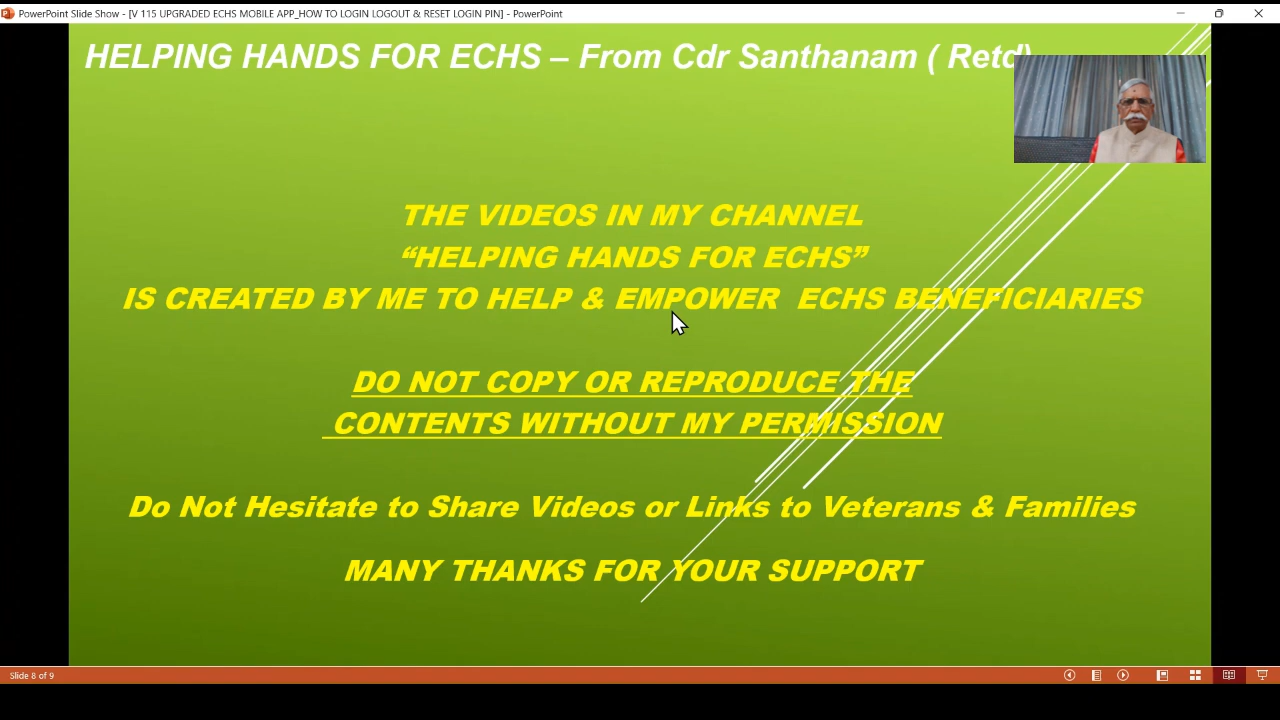 PowerPoint Slide Show - [V 115 UPGRADED ECHS MOBILE APP_HOW TO LOGIN LOGOUT & RESET LOGIN PIN] - PowerPoint
HELPING HANDS FOR ECHS – From Cdr Santhanam ( Retd)
THE VIDEOS IN MY CHANNEL
“HELPING HANDS FOR ECHS”
IS CREATED BY ME TO HELP & EMPOWER ECHS BENEFICIARIES
DO NOT COPY OR REPRODUCE THE
CONTENTS WITHOUT MY PERMISSION
Do Not Hesitate to Share Videos or Links to Veterans & Families
MANY THANKS FOR YOUR SUPPORT
Slide 8 of 9